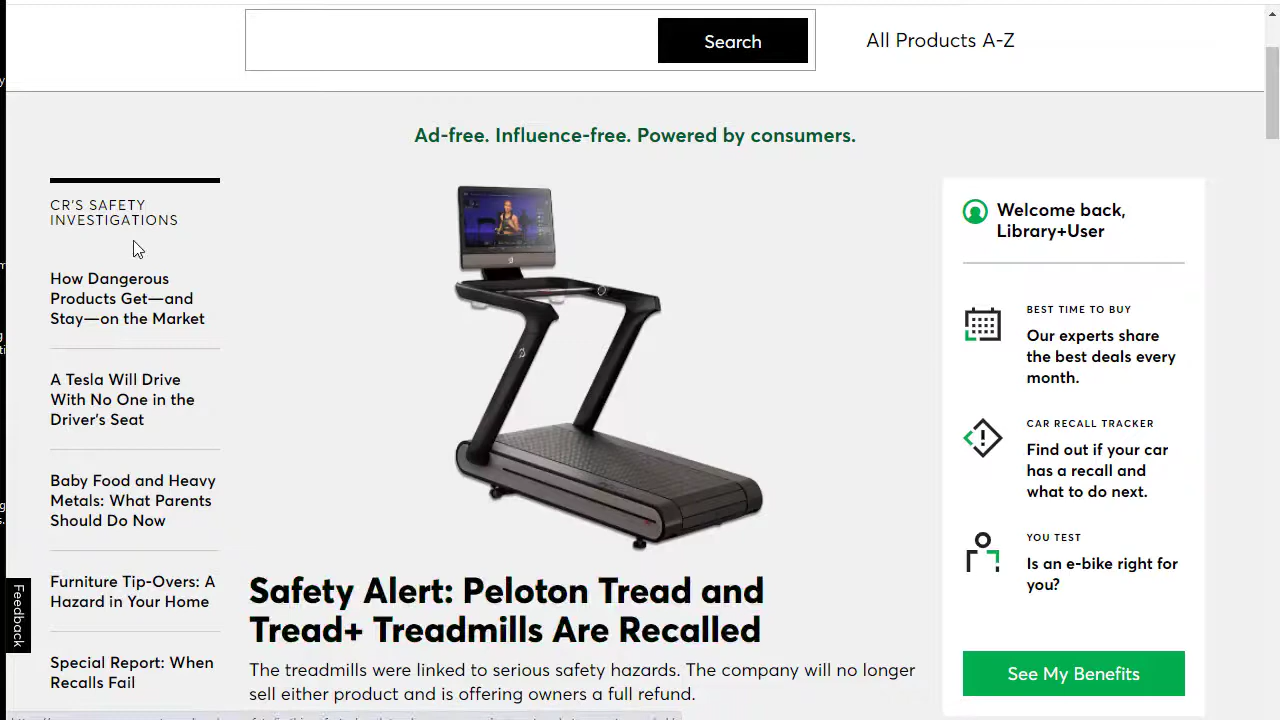 Search
All Products A-Z
Ad-free. Influence-free. Powered by consumers.
CR'S SAFETY
INVESTIGATIONS
How Dangerous
Products Get—and
Stay—on the Market
A Tesla Will Drive
With No One in the
Driver's Seat
Baby Food and Heavy
Metals: What Parents
Should Do Now
Furniture Tip-Overs: A
Hazard in Your Home
Special Report: When
Recalls Fail
Safety Alert: Peloton Tread and
Tread+ Treadmills Are Recalled
The treadmills were linked to serious safety hazards. The company will no longer
sell either product and is offering owners a full refund.
Welcome back,
Library+User
BEST TIME TO BUY
Our experts share
the best deals every
month.
CAR RECALL TRACKER
Find out if your car
has a recall and
what to do next.
YOU TEST
Is an e-bike right for
you?
See My Benefits
Feedback